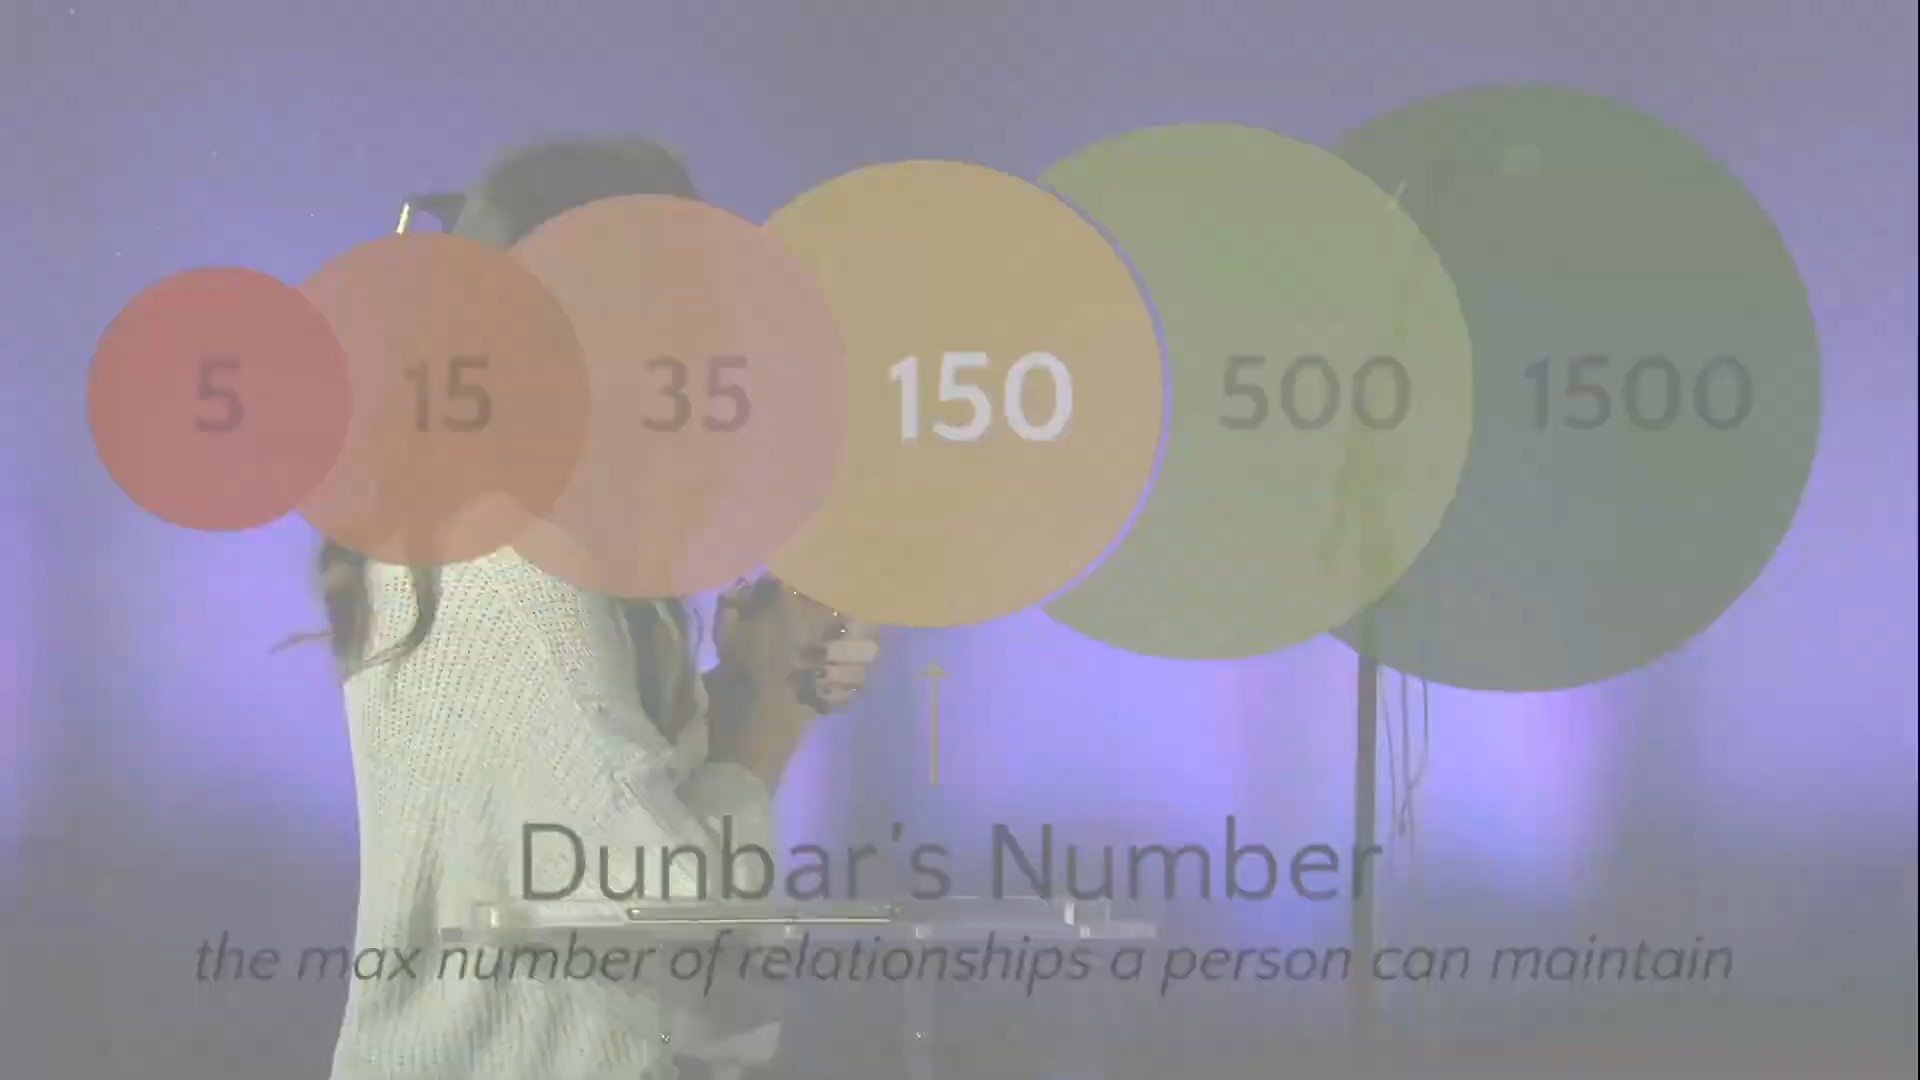 5 15 35 150 500 1500
Dunbar's Number
the max number of relationships a person can maintain